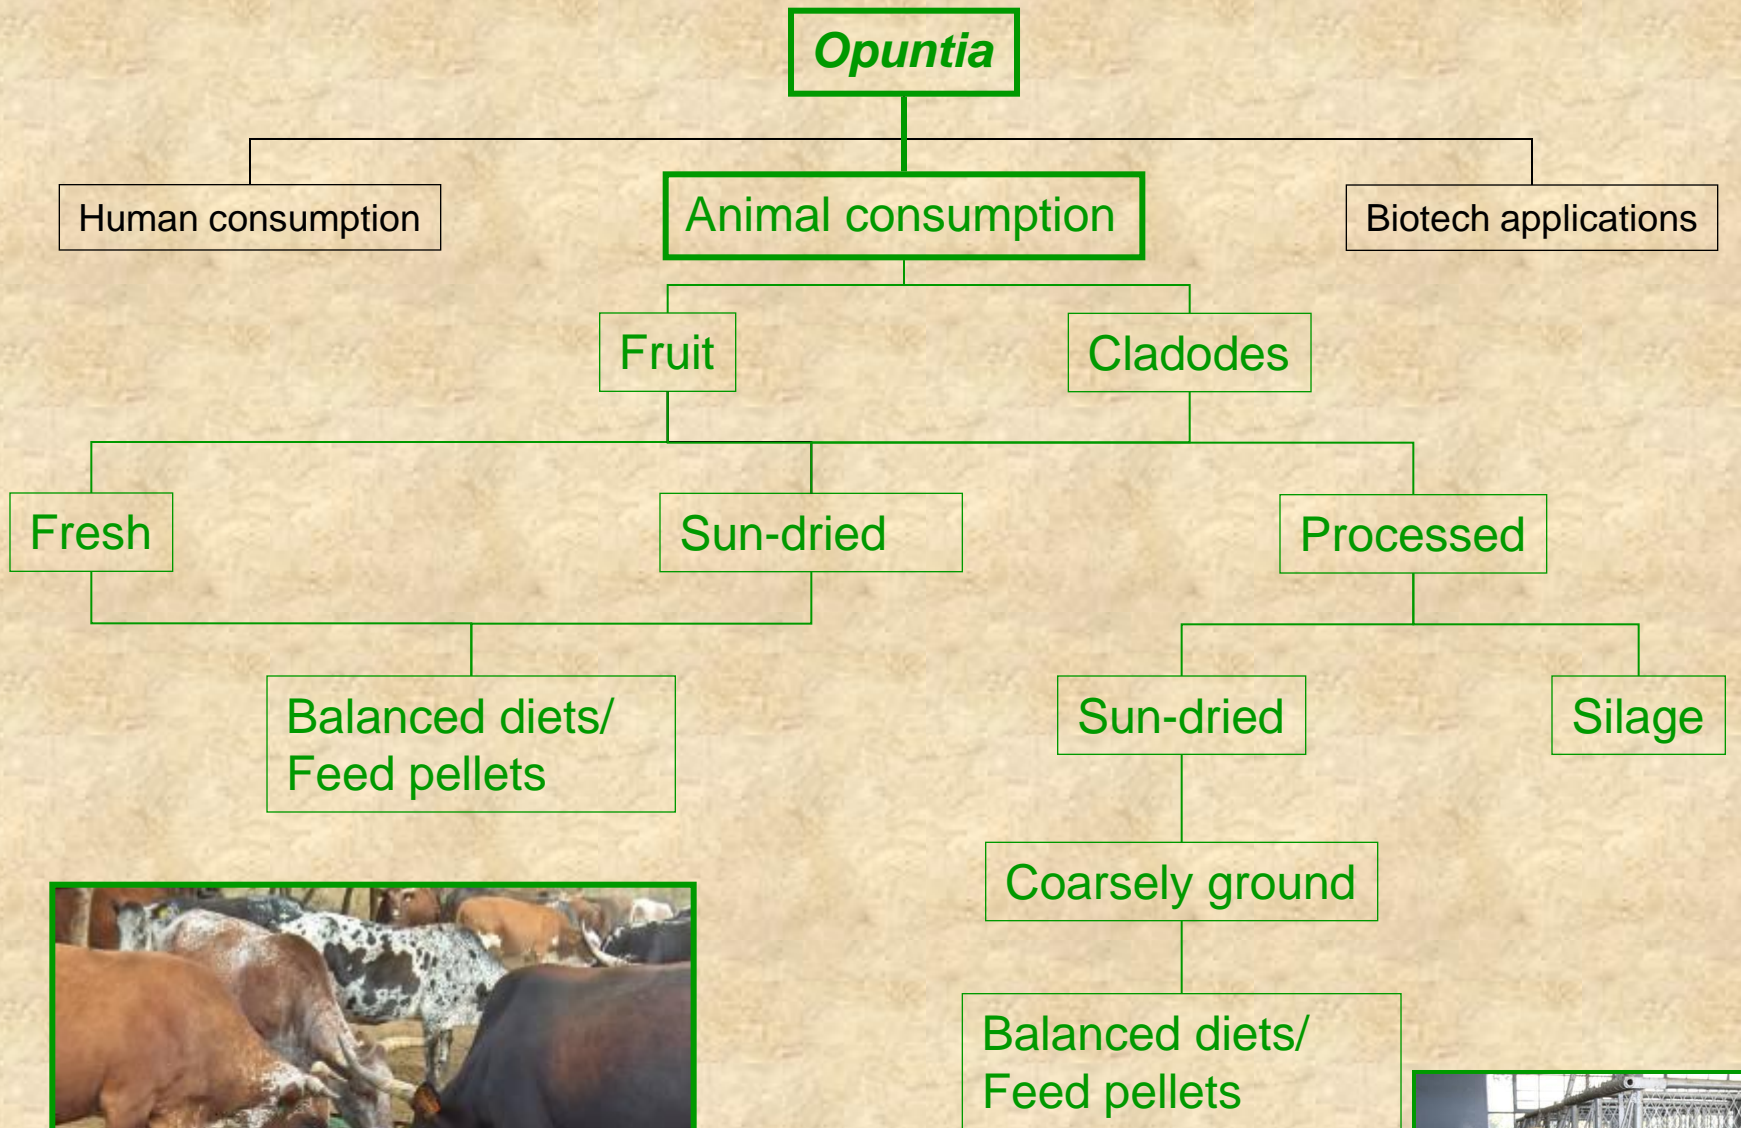 Opuntia
Human consumption
Animal consumption
Biotech applications
Fruit
Cladodes
Fresh
Sun-dried
Processed
Balanced diets/
Feed pellets
Sun-dried
Silage
Coarsely ground
Balanced diets/
Feed pellets